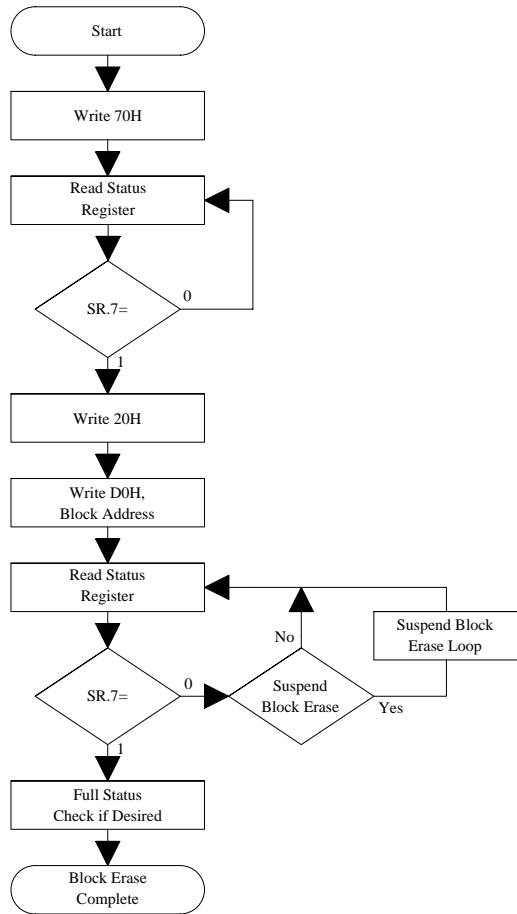 Start
Write 70H
Read Status
Register
SR.7=
0
1
Write 20H
Write D0H,
Block Address
Read Status
Register
No
Suspend Block
Erase Loop
SR.7=
0
Suspend
Block Erase
Yes
1
Full Status
Check if Desired
Block Erase
Complete